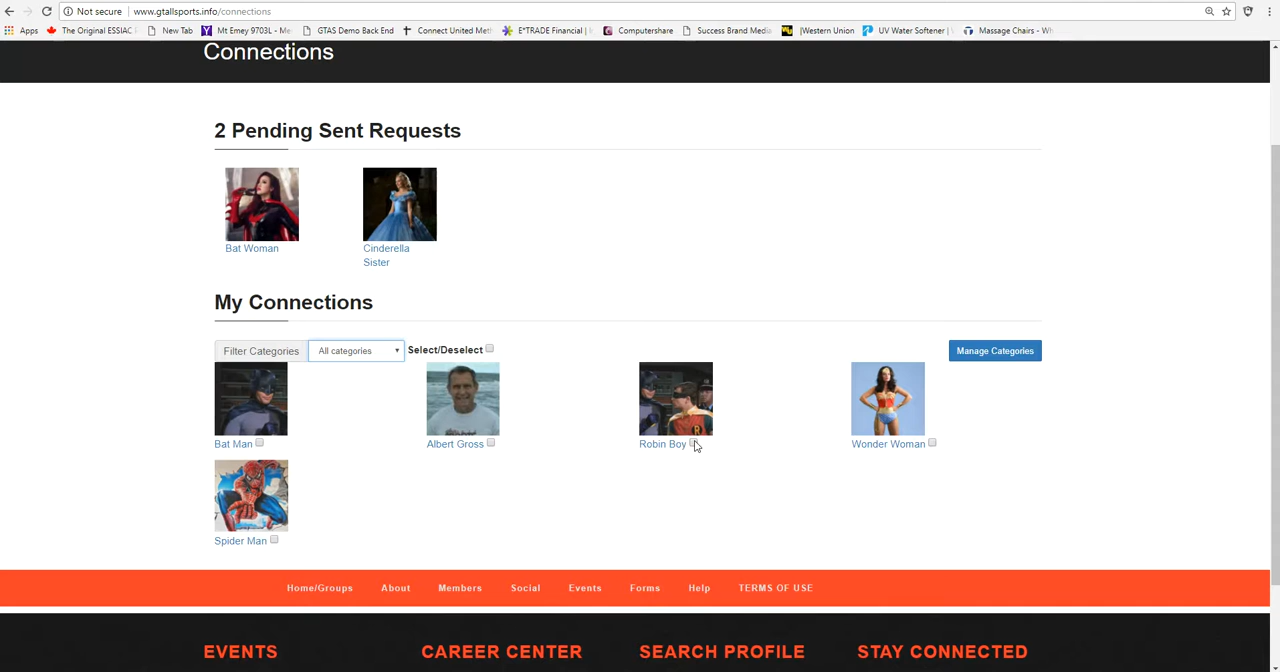 Not secure www.gtallsports.info/connections
Apps The Original ESSIAC New Tab Mt Emey 9703L - Me GTAS Demo Back End Connect United Met E*TRADE Financial | Computershare Success Brand Media |Western Union UV Water Softener | Massage Chairs - Wh
Connections
2 Pending Sent Requests
Bat Woman
Cinderella
Sister
My Connections
Filter Categories All categories Select/Deselect Manage Categories
Bat Man Albert Gross Robin Boy Wonder Woman
Spider Man
Home/Groups About Members Social Events Forms Help TERMS OF USE
EVENTS CAREER CENTER SEARCH PROFILE STAY CONNECTED